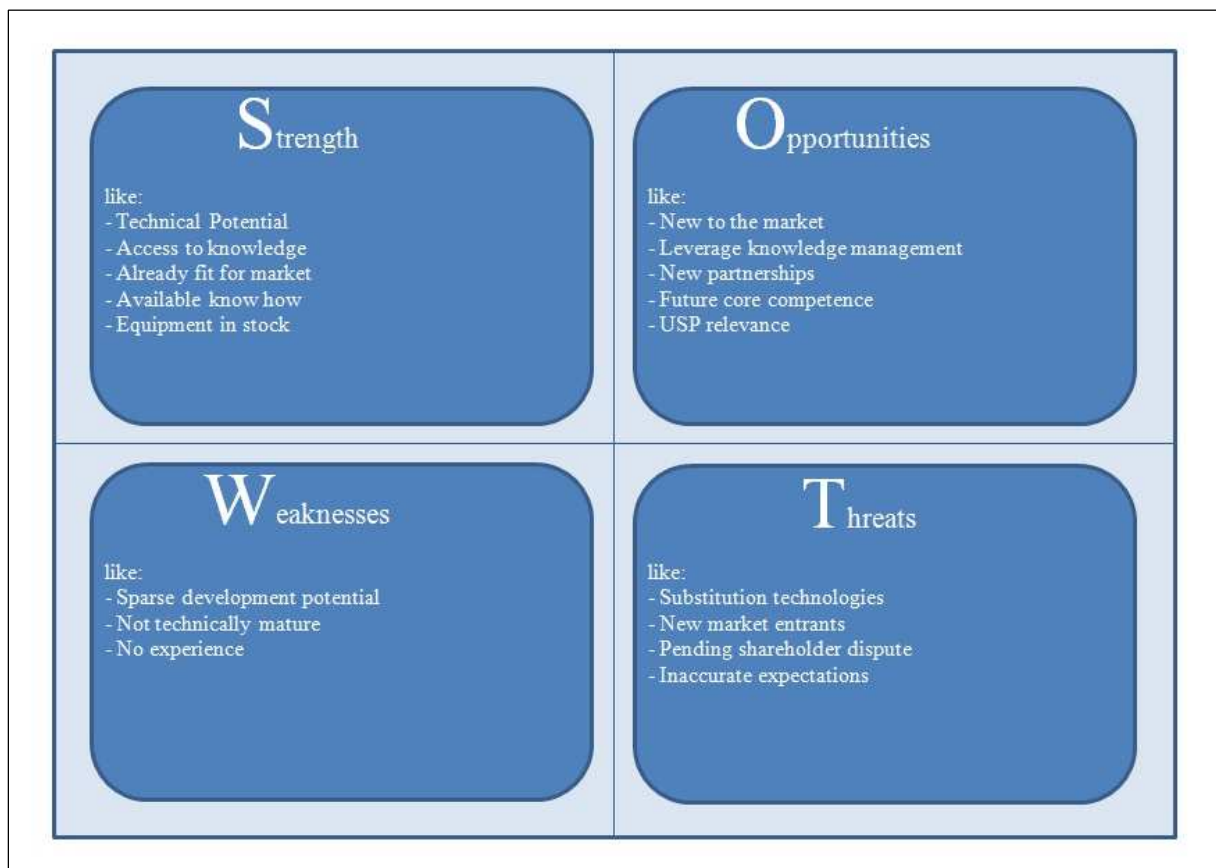 Strength
like:
- Technical Potential
- Access to knowledge
- Already fit for market
- Available know how
- Equipment in stock
Opportunities
like:
- New to the market
- Leverage knowledge management
- New partnerships
- Future core competence
- USP relevance
Weaknesses
like:
- Sparse development potential
- Not technically mature
- No experience
Threats
like:
- Substitution technologies
- New market entrants
- Pending shareholder dispute
- Inaccurate expectations